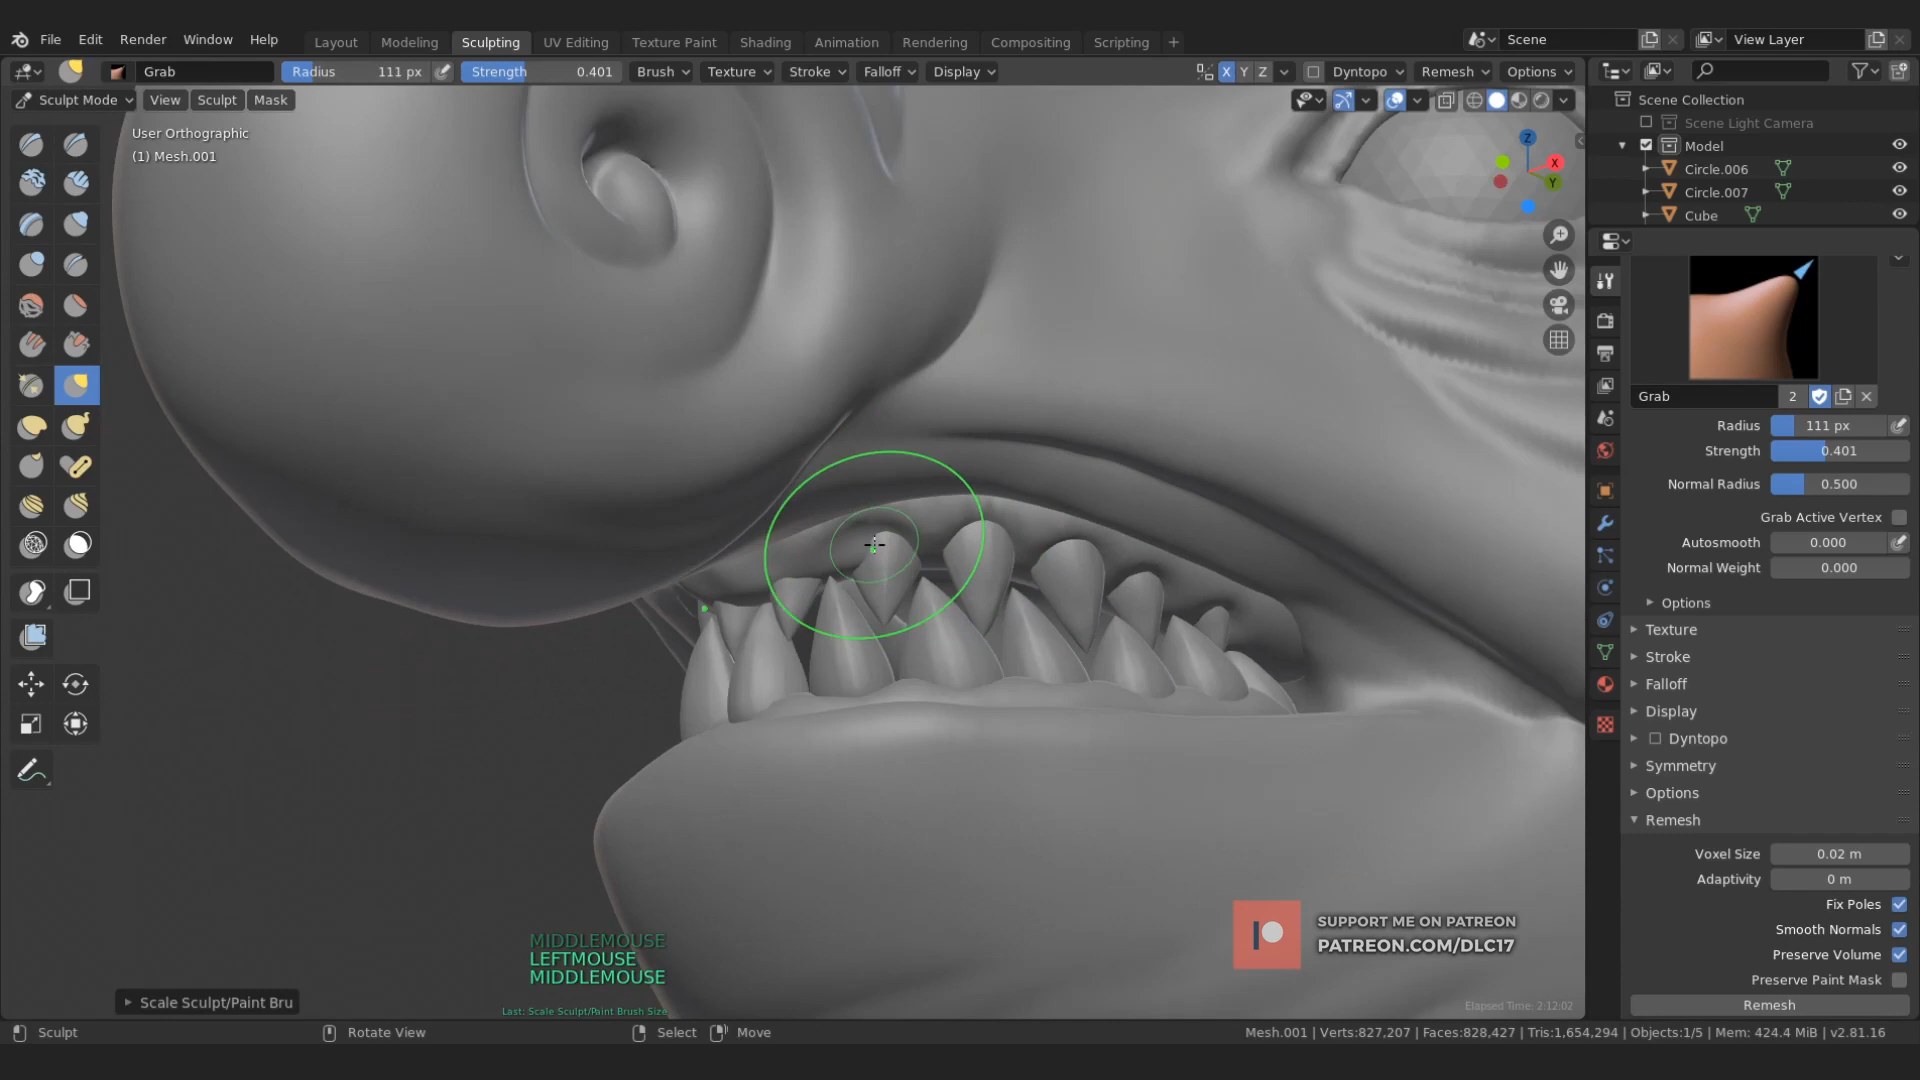 File Edit Render Window Help Layout Modeling Sculpting UV Editing Texture Paint Shading Animation Rendering Compositing Scripting + Scene View Layer
Grab Radius 111 px Strength 0.401 Brush Texture Stroke Falloff Display X Y Z Dyntopo Remesh Options
Sculpt Mode View Sculpt Mask
User Orthographic
(1) Mesh.001
Z
X
Y
Scene Collection
Scene Light Camera
Model
Circle.006
Circle.007
Cube
Grab 2
Radius 111 px
Strength 0.401
Normal Radius 0.500
Grab Active Vertex
Autosmooth 0.000
Normal Weight 0.000
Options
Texture
Stroke
Falloff
Display
Dyntopo
Symmetry
Options
Remesh
Voxel Size 0.02 m
Adaptivity 0 m
Fix Poles
Smooth Normals
Preserve Volume
Preserve Paint Mask
Remesh
SUPPORT ME ON PATREON
PATREON.COM/DLC17
MIDDLEMOUSE
LEFTMOUSE
MIDDLEMOUSE
Scale Sculpt/Paint Bru
Last: Scale Sculpt/Paint Brush Size
Elapsed Time: 2:12:02
Sculpt Rotate View Select Move Mesh.001 | Verts:827,207 | Faces:828,427 | Tris:1,654,294 | Objects:1/5 | Mem: 424.4 MiB | v2.81.16